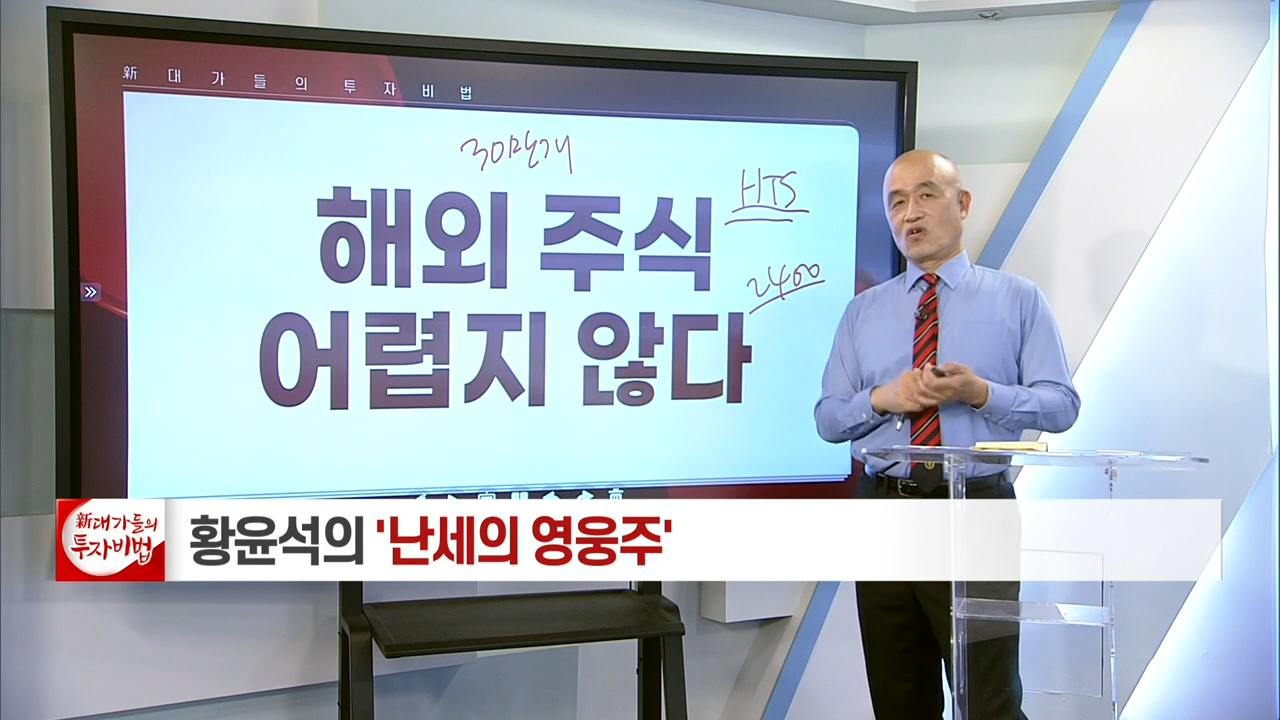 新 대가들의 투자비법
30만개
해외 주식
HTS
어렵지 않다
2400
»
新대가들의
투자비법
황윤석의 '난세의 영웅주'